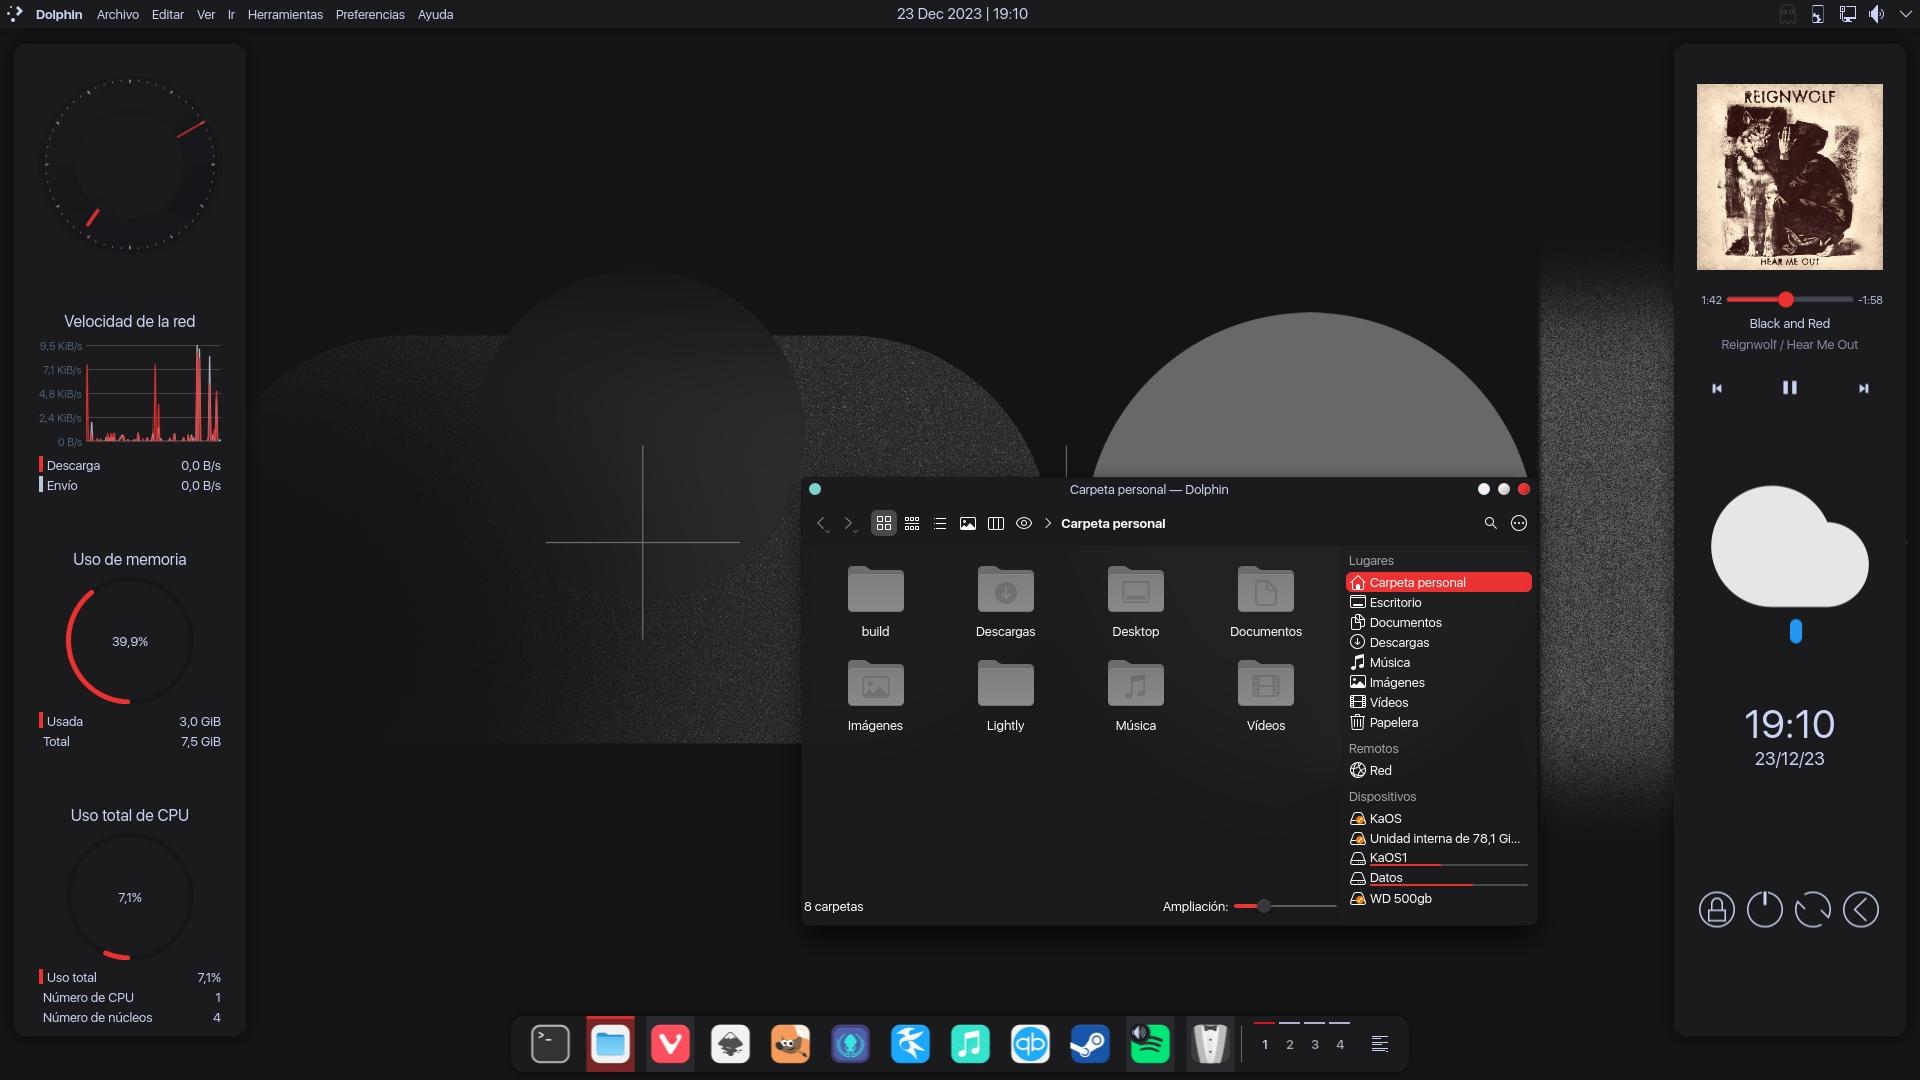 Dolphin Archivo Editar Ver Ir Herramientas Preferencias Ayuda
23 Dec 2023 | 19:10
Velocidad de la red
9,5 KiB/s
7,1 KiB/s
4,8 KiB/s
2,4 KiB/s
0 B/s
Descarga 0,0 B/s
Envío 0,0 B/s
Uso de memoria
39,9%
Usada 3,0 GiB
Total 7,5 GiB
Uso total de CPU
7,1%
Uso total 7,1%
Número de CPU 1
Número de núcleos 4
Carpeta personal — Dolphin
Carpeta personal
build Descargas Desktop Documentos
Imágenes Lightly Música Vídeos
8 carpetas
Ampliación:
Lugares
Carpeta personal
Escritorio
Documentos
Descargas
Música
Imágenes
Vídeos
Papelera
Remotos
Red
Dispositivos
KaOS
Unidad interna de 78,1 Gi...
KaOS1
Datos
WD 500gb
REIGNWOLF
HEAR ME OUT
1:42 -1:58
Black and Red
Reignwolf / Hear Me Out
19:10
23/12/23
qb
1 2 3 4